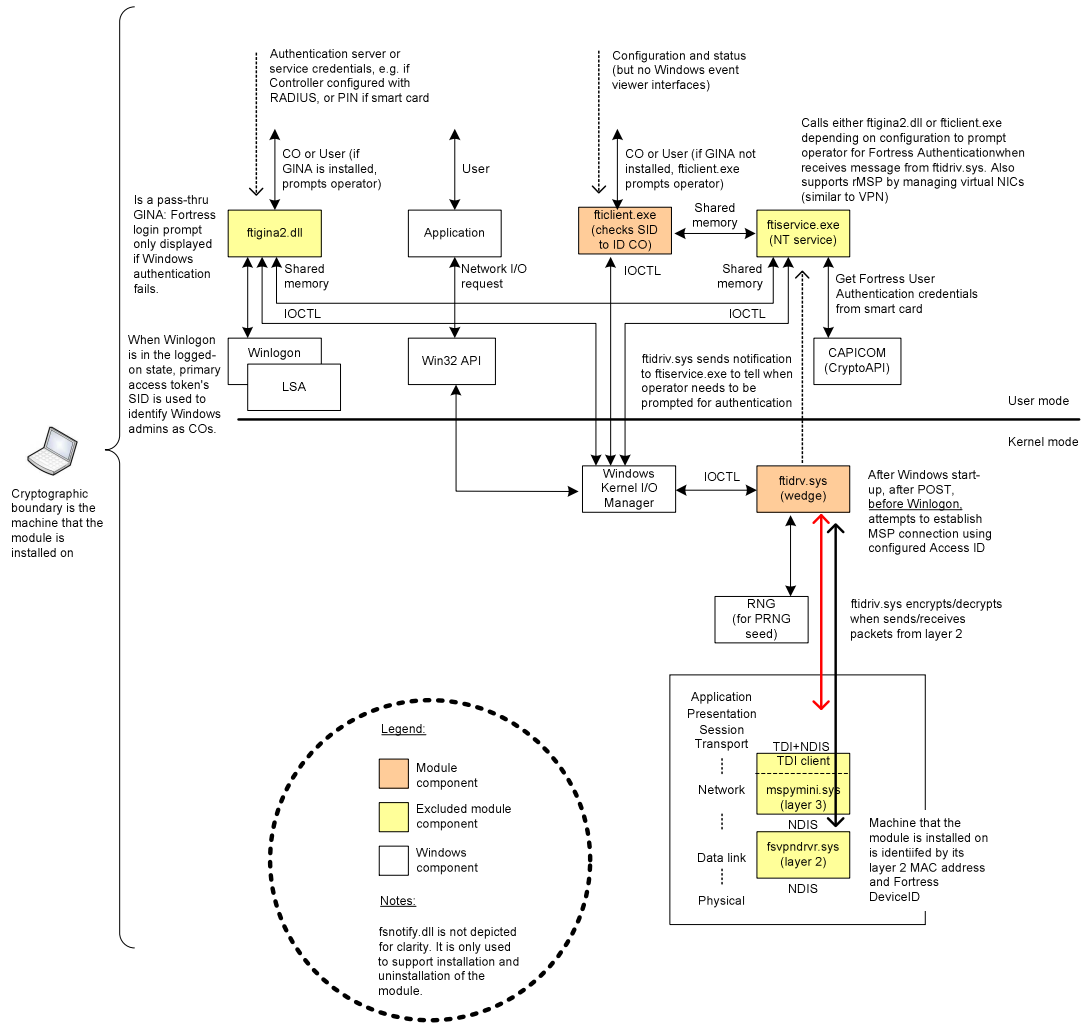 Authentication server or
service credentials, e.g. if
Controller configured with
RADIUS, or PIN if smart card
Configuration and status
(but no Windows event
viewer interfaces)
Calls either ftigina2.dll or fticlient.exe
depending on configuration to prompt
operator for Fortress Authenticationwhen
receives message from ftidriv.sys. Also
supports rMSP by managing virtual NICs
(similar to VPN)
CO or User (if
GINA is installed,
prompts operator)
User
CO or User (if GINA not
installed, fticlient.exe
prompts operator)
Is a pass-thru
GINA: Fortress
login prompt
only displayed
if Windows
authentication
fails.
ftigina2.dll
Application
fticlient.exe
(checks SID
to ID CO)
Shared
memory
ftiservice.exe
(NT service)
Shared
memory
Network I/O
request
IOCTL
Shared
memory
Get Fortress User
Authentication credentials
from smart card
IOCTL
IOCTL
When Winlogon
is in the logged-
on state, primary
access token's
SID is used to
identify Windows
admins as COs.
Winlogon
LSA
Win32 API
ftidriv.sys sends notification
to ftiservice.exe to tell when
operator needs to be
prompted for authentication
CAPICOM
(CryptoAPI)
User mode
Kernel mode
Cryptographic
boundary is the
machine that the
module is
installed on
Windows
Kernel I/O
Manager
IOCTL
ftidrv.sys
(wedge)
After Windows start-
up, after POST,
before Winlogon,
attempts to establish
MSP connection using
configured Access ID
RNG
(for PRNG
seed)
ftidriv.sys encrypts/decrypts
when sends/receives
packets from layer 2
Application
Presentation
Session
Transport
TDI+NDIS
TDI client
Network
mspymini.sys
(layer 3)
NDIS
Data link
fsvpndrvr.sys
(layer 2)
NDIS
Physical
Machine that the
module is installed on
is identiifed by its
layer 2 MAC address
and Fortress
DeviceID
Legend:
Module
component
Excluded module
component
Windows
component
Notes:
fsnotify.dll is not depicted
for clarity. It is only used
to support installation and
uninstallation of the
module.